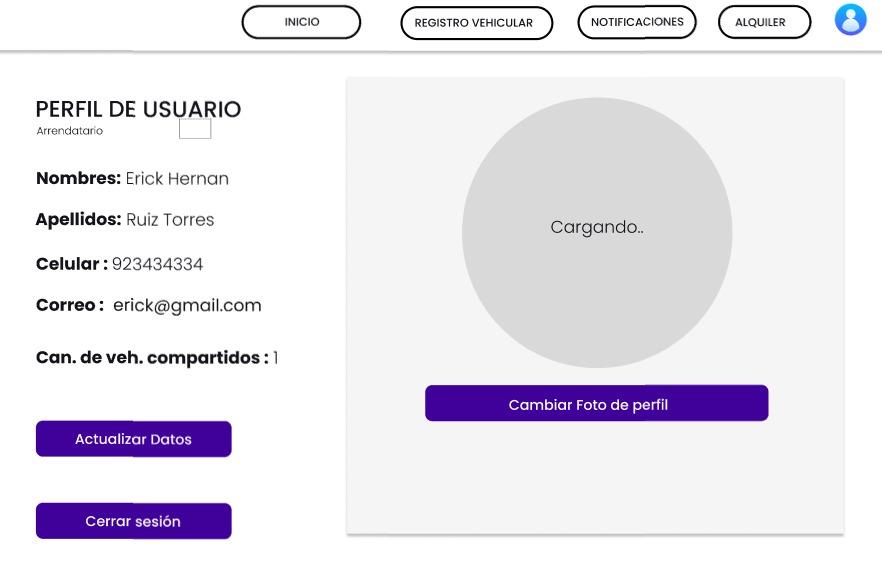 INICIO
REGISTRO VEHICULAR
NOTIFICACIONES
ALQUILER
PERFIL DE USUARIO
Arrendatario
Nombres: Erick Hernan
Apellidos: Ruiz Torres
Celular : 923434334
Correo : erick@gmail.com
Can. de veh. compartidos : 1
Actualizar Datos
Cerrar sesión
Cargando..
Cambiar Foto de perfil